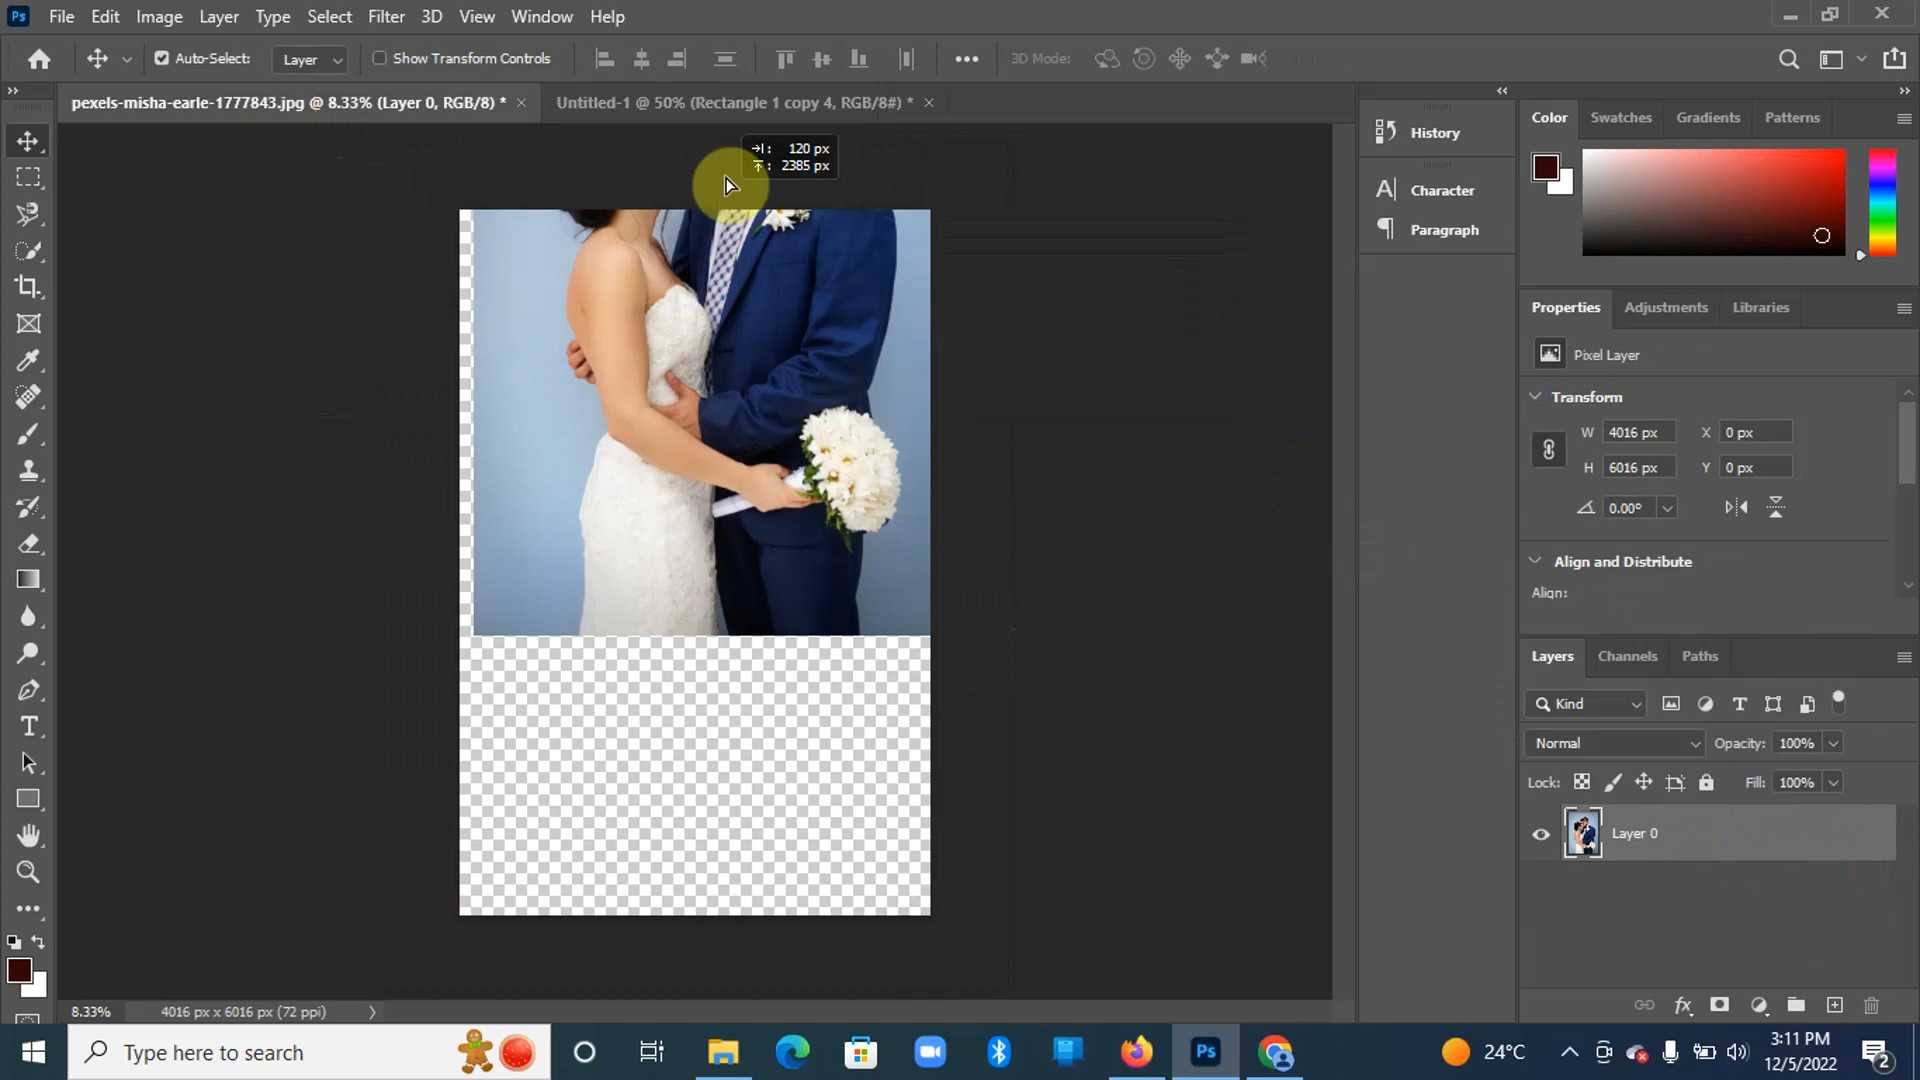 Ps File Edit Image Layer Type Select Filter 3D View Window Help
Auto-Select: Layer Show Transform Controls 3D Mode:
pexels-misha-earle-1777843.jpg @ 8.33% (Layer 0, RGB/8) * × Untitled-1 @ 50% (Rectangle 1 copy 4, RGB/8#) * ×
120 px
2385 px
History
Character
Paragraph
Color Swatches Gradients Patterns
Properties Adjustments Libraries
Pixel Layer
Transform
W 4016 px X 0 px
H 6016 px Y 0 px
0.00°
Align and Distribute
Align:
Layers Channels Paths
Kind
Normal Opacity: 100%
Lock: Fill: 100%
Layer 0
8.33% 4016 px x 6016 px (72 ppi)
Type here to search
Ps
24°C
3:11 PM
12/5/2022
2